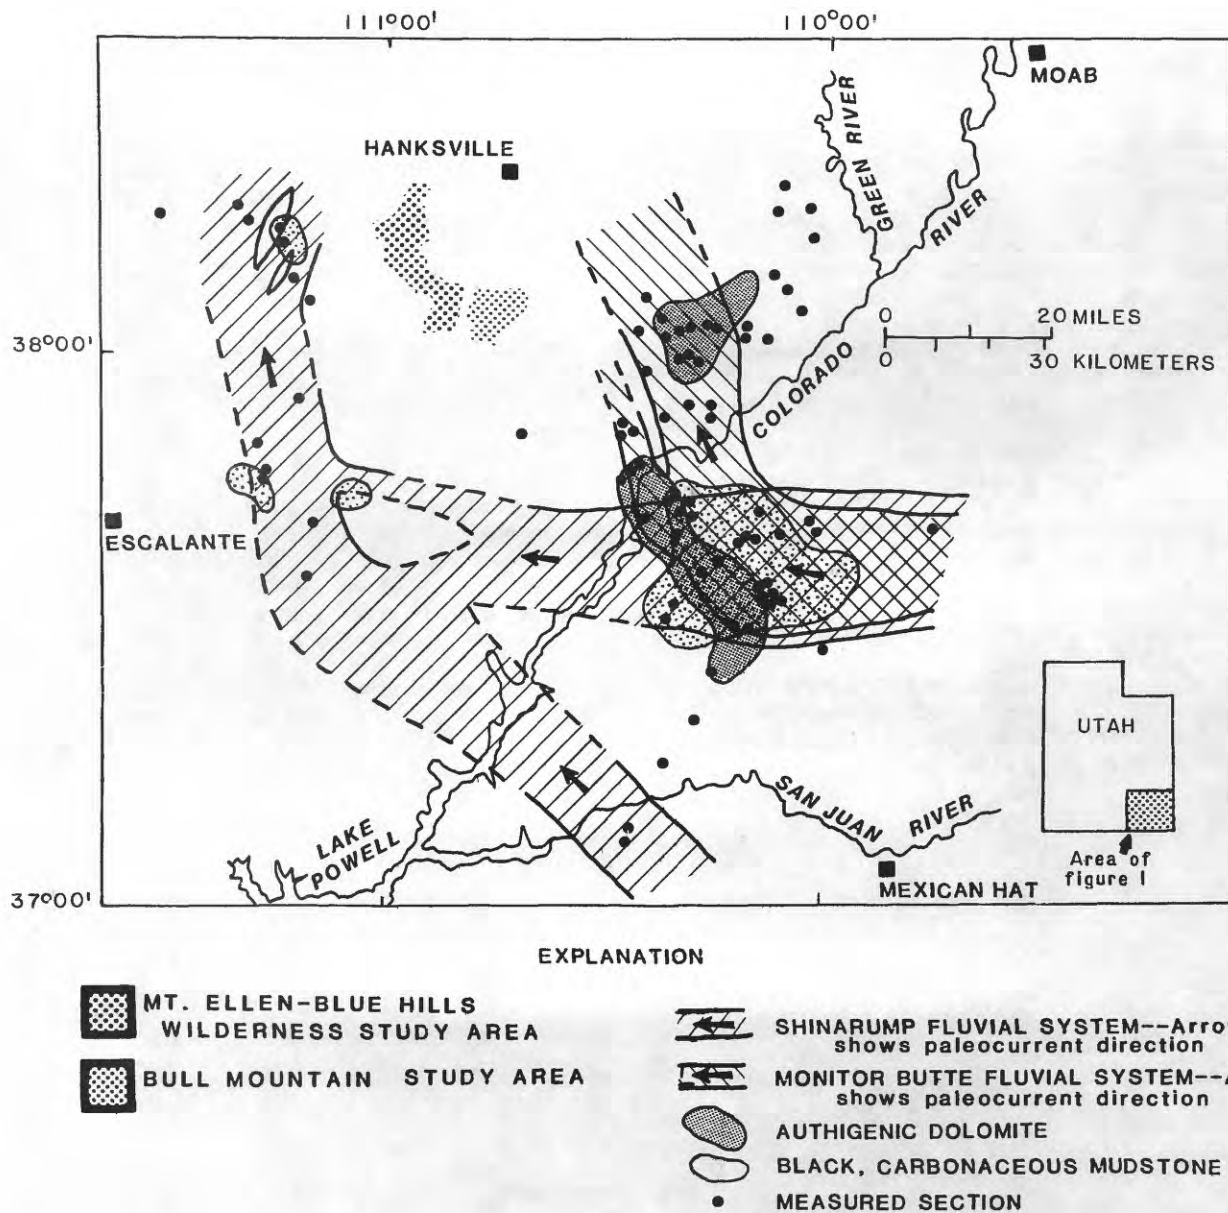 111°00'
110°00'
MOAB
GREEN RIVER
HANKSVILLE
RIVER
0 20 MILES
38°00'
0 30 KILOMETERS
COLORADO
ESCALANTE
UTAH
SAN JUAN RIVER
LAKE POWELL
Area of
figure 1
MEXICAN HAT
37°00'
EXPLANATION
MT. ELLEN-BLUE HILLS
WILDERNESS STUDY AREA
BULL MOUNTAIN STUDY AREA
SHINARUMP FLUVIAL SYSTEM--Arro
shows paleocurrent direction
MONITOR BUTTE FLUVIAL SYSTEM--A
shows paleocurrent direction
AUTHIGENIC DOLOMITE
BLACK, CARBONACEOUS MUDSTONE
MEASURED SECTION